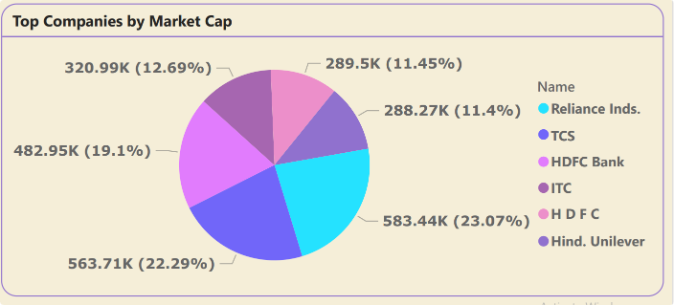 Top Companies by Market Cap
320.99K (12.69%)
289.5K (11.45%)
288.27K (11.4%)
482.95K (19.1%)
583.44K (23.07%)
563.71K (22.29%)
Name
Reliance Inds.
TCS
HDFC Bank
ITC
H D F C
Hind. Unilever